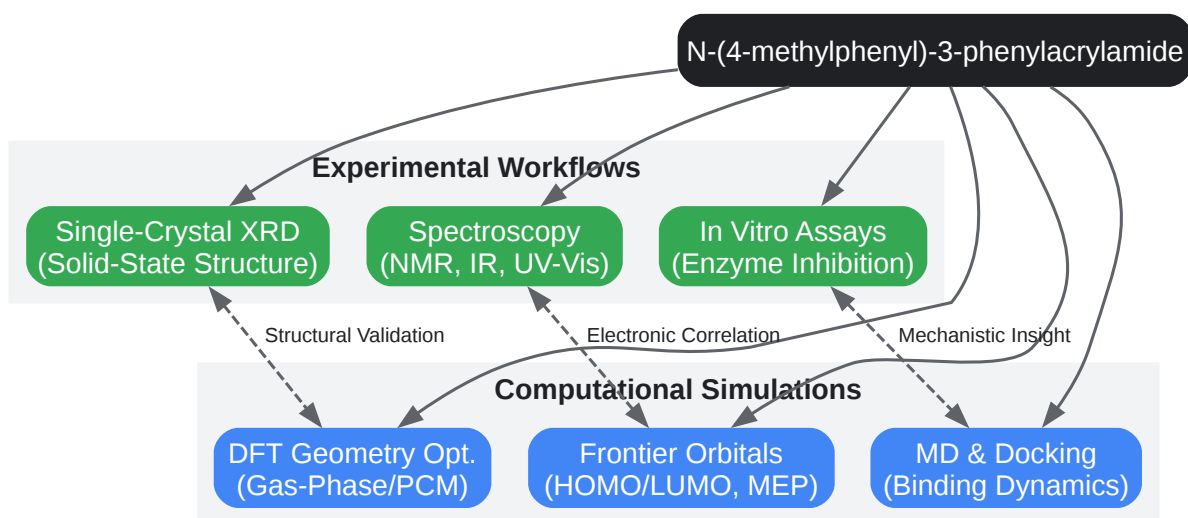 N-(4-methylphenyl)-3-phenylacrylamide
Experimental Workflows
Single-Crystal XRD
(Solid-State Structure)
Spectroscopy
(NMR, IR, UV-Vis)
In Vitro Assays
(Enzyme Inhibition)
Structural Validation
Electronic Correlation
Mechanistic Insight
Computational Simulations
DFT Geometry Opt.
(Gas-Phase/PCM)
Frontier Orbitals
(HOMO/LUMO, MEP)
MD & Docking
(Binding Dynamics)